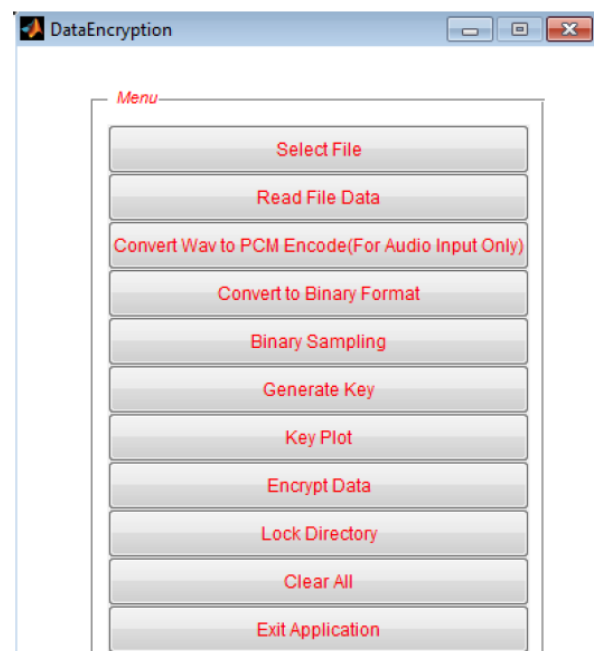 DataEncryption
Menu
Select File
Read File Data
Convert Wav to PCM Encode(For Audio Input Only)
Convert to Binary Format
Binary Sampling
Generate Key
Key Plot
Encrypt Data
Lock Directory
Clear All
Exit Application